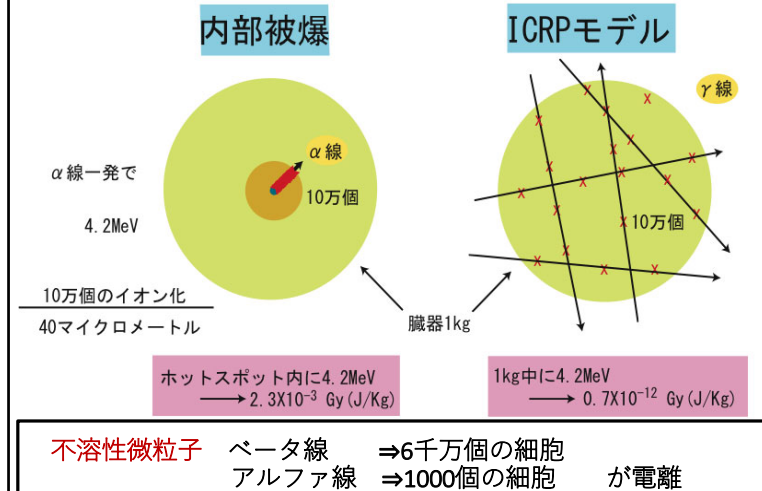 内部被爆
ICRPモデル
γ線
α線
10万個
α線一発で
4.2MeV
10万個
10万個のイオン化
40マイクロメートル
臓器1kg
ホットスポット内に4.2MeV
→2.3X10⁻³ Gy(J/Kg)
1kg中に4.2MeV
→ 0.7X10⁻¹² Gy(J/Kg)
不溶性微粒子 ベータ線 ⇒6千万個の細胞
アルファ線 ⇒1000個の細胞 が電離